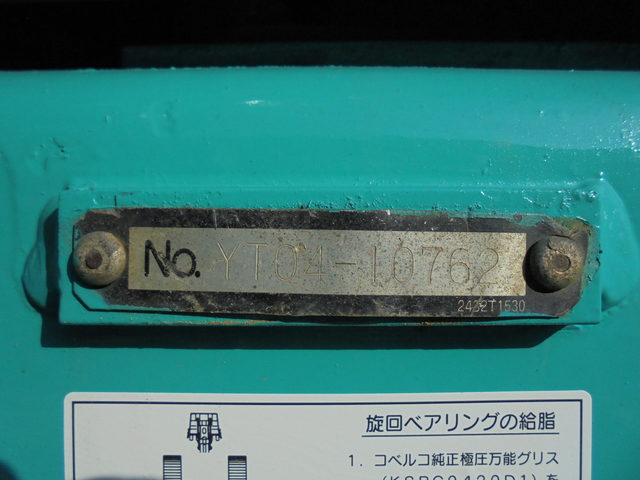 No. YT04-10762
2432T1530
旋回ベアリングの給脂
1. コベルコ純正極圧万能グリス